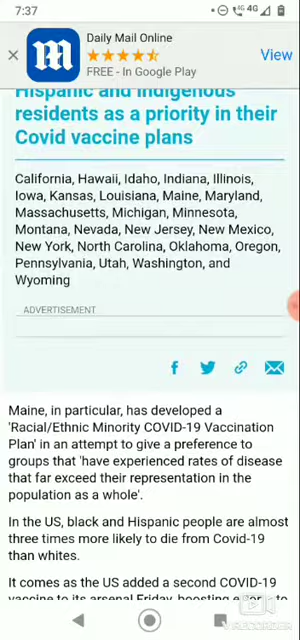 7:37
4G
4G
Daily Mail Online
FREE - In Google Play
View
m
Hispanic and Indigenous
residents as a priority in their
Covid vaccine plans
California, Hawaii, Idaho, Indiana, Illinois,
Iowa, Kansas, Louisiana, Maine, Maryland,
Massachusetts, Michigan, Minnesota,
Montana, Nevada, New Jersey, New Mexico,
New York, North Carolina, Oklahoma, Oregon,
Pennsylvania, Utah, Washington, and
Wyoming
ADVERTISEMENT
Maine, in particular, has developed a
'Racial/Ethnic Minority COVID-19 Vaccination
Plan' in an attempt to give a preference to
groups that 'have experienced rates of disease
that far exceed their representation in the
population as a whole'.
In the US, black and Hispanic people are almost
three times more likely to die from Covid-19
than whites.
It comes as the US added a second COVID-19
vaccine to its arsenal Friday, boosting efforts to
RECORDER